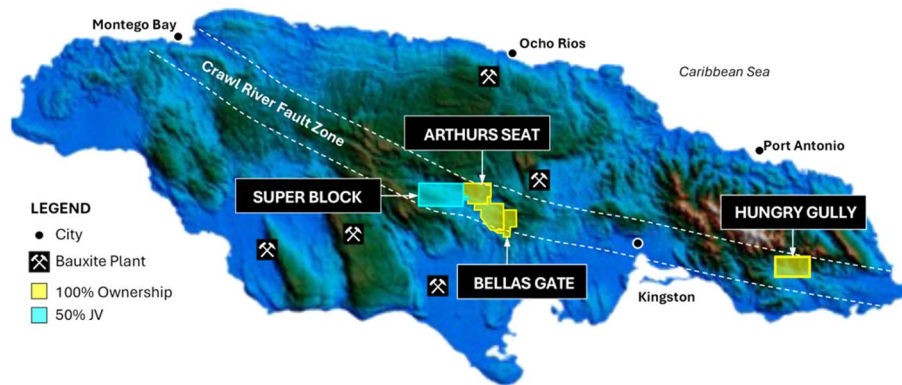 Montego Bay
Ocho Rios
Caribbean Sea
Crawl River Fault Zone
ARTHURS SEAT
Port Antonio
SUPER BLOCK
HUNGRY GULLY
LEGEND
City
Bauxite Plant
100% Ownership
50% JV
BELLAS GATE
Kingston